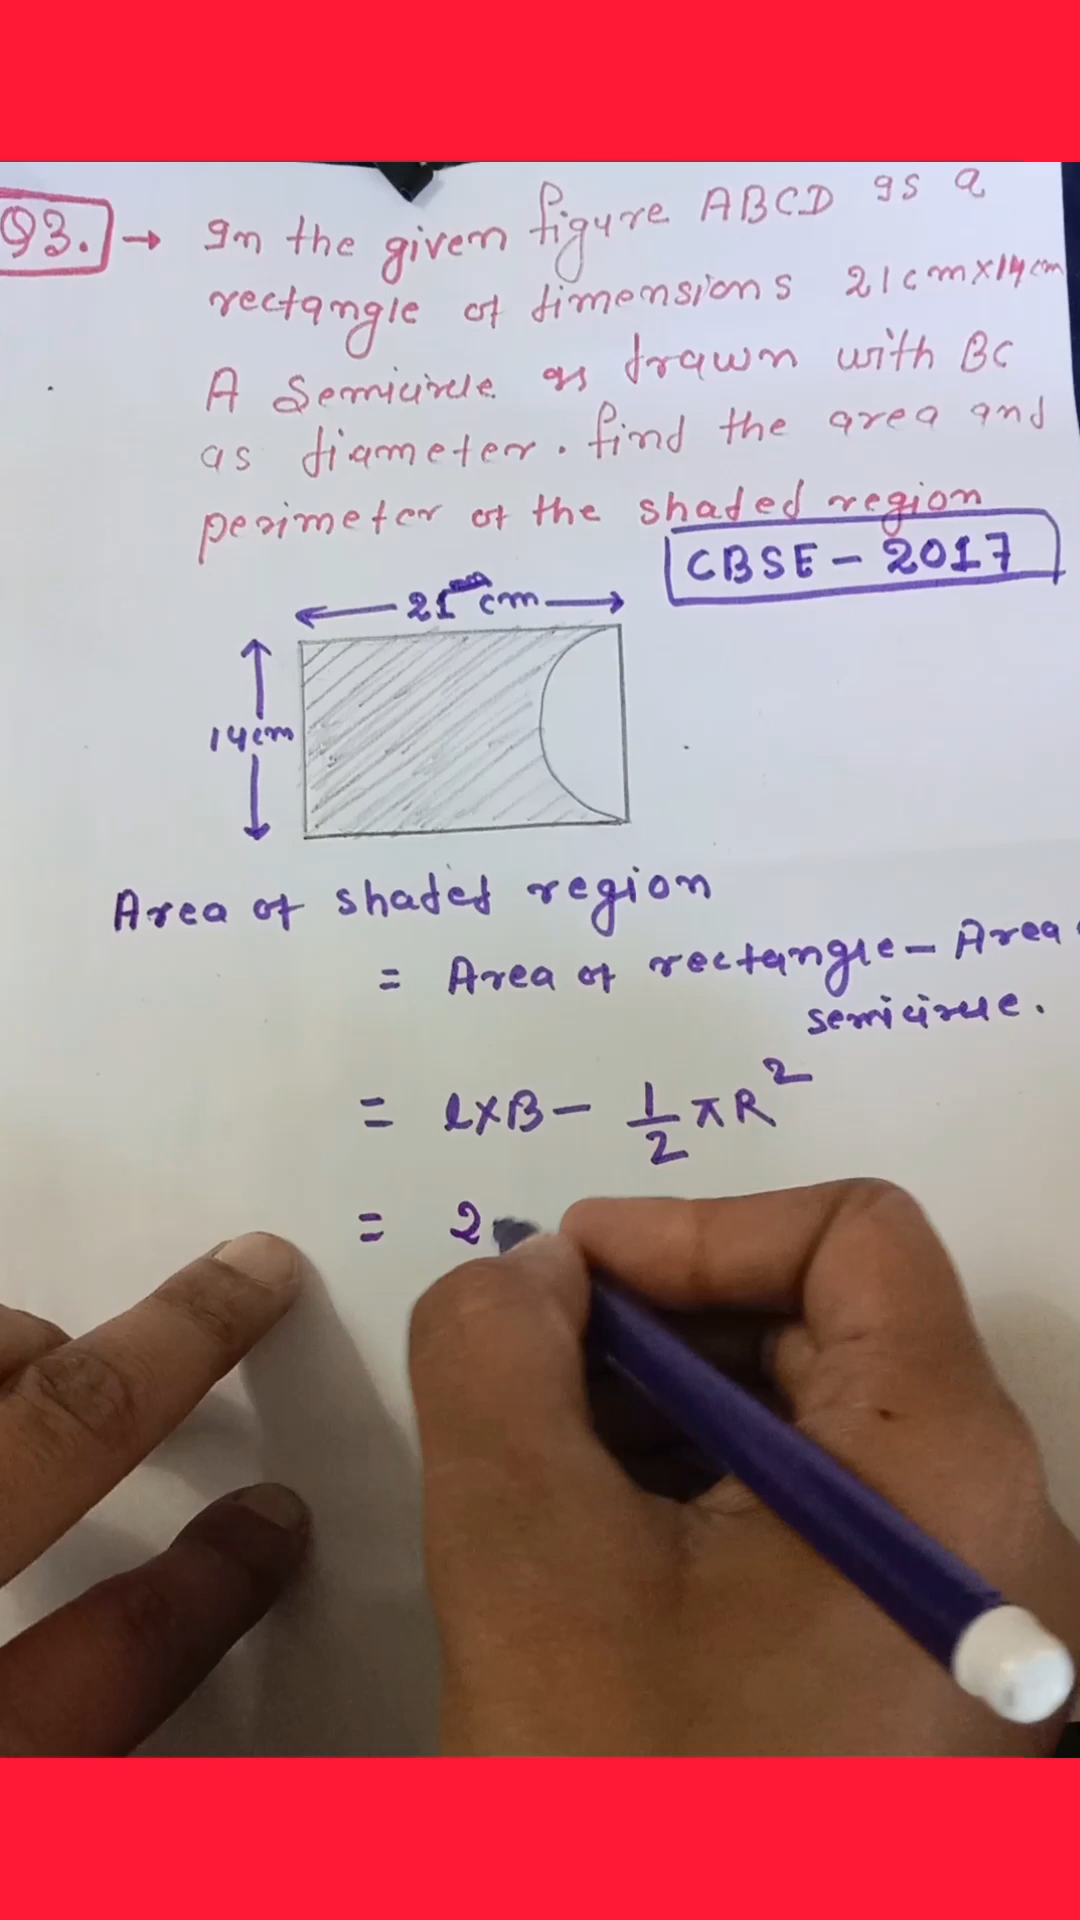 Q3. → In the given figure ABCD is a
rectangle of dimensions 21cm×14cm
A Semicircle is drawn with BC
as diameter. find the area and
perimeter of the shaded region
CBSE - 2017
21 cm
14cm
Area of shaded region
= Area of rectangle - Area
semicircle.
= l×B - 1/2 πR²
= 2